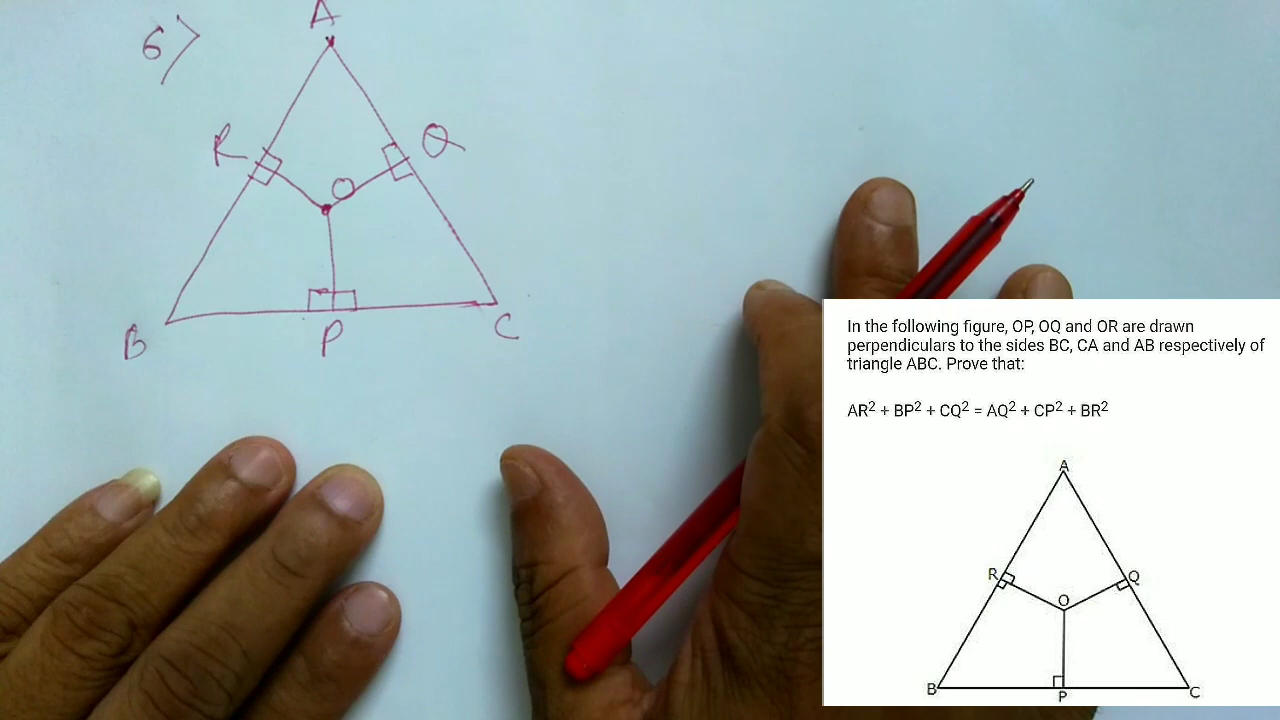 6)
A
R
Q
O
B
P
C
In the following figure, OP, OQ and OR are drawn
perpendiculars to the sides BC, CA and AB respectively of
triangle ABC. Prove that:
AR² + BP² + CQ² = AQ² + CP² + BR²
A
R
Q
O
B
P
C